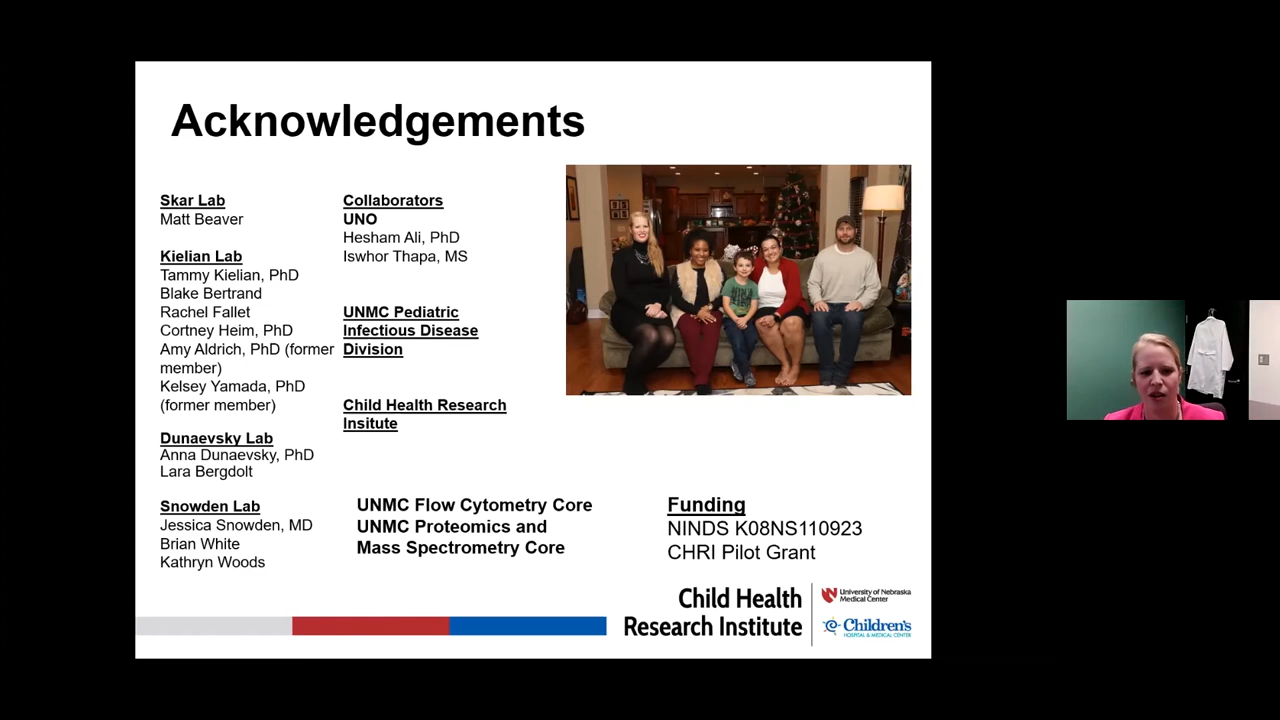 Acknowledgements
Skar Lab
Matt Beaver
Kielian Lab
Tammy Kielian, PhD
Blake Bertrand
Rachel Fallet
Cortney Heim, PhD
Amy Aldrich, PhD (former
member)
Kelsey Yamada, PhD
(former member)
Dunaevsky Lab
Anna Dunaevsky, PhD
Lara Bergdolt
Snowden Lab
Jessica Snowden, MD
Brian White
Kathryn Woods
Collaborators
UNO
Hesham Ali, PhD
Iswhor Thapa, MS
UNMC Pediatric
Infectious Disease
Division
Child Health Research
Insitute
UNMC Flow Cytometry Core
UNMC Proteomics and
Mass Spectrometry Core
Funding
NINDS K08NS110923
CHRI Pilot Grant
Child Health
Research Institute
University of Nebraska
Medical Center
Children's
HOSPITAL & MEDICAL CENTER